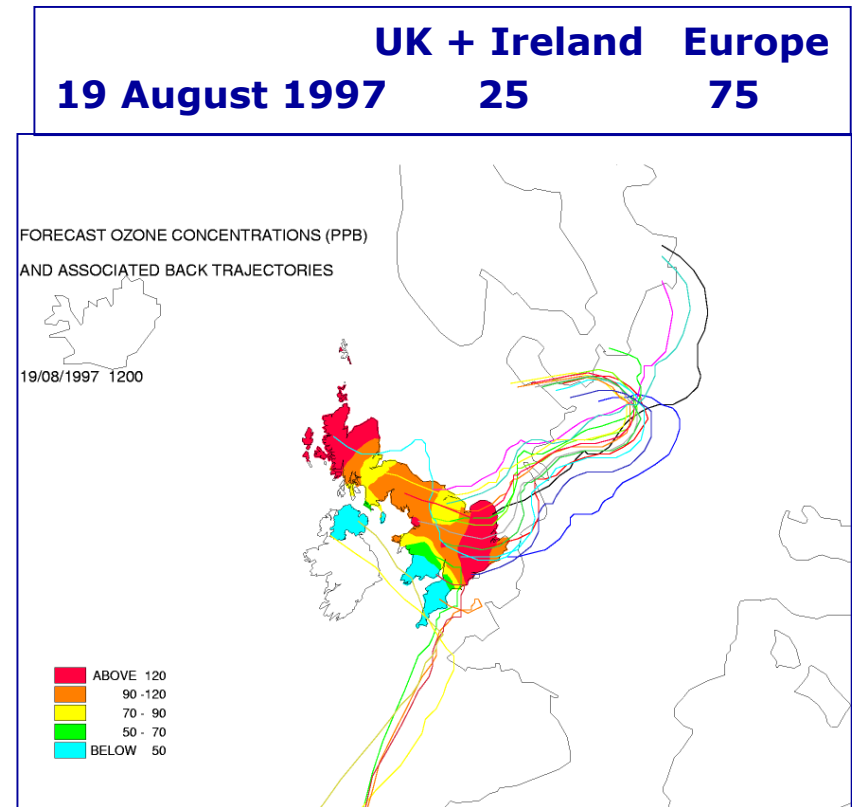 UK + Ireland Europe
19 August 1997 25 75
FORECAST OZONE CONCENTRATIONS (PPB)
AND ASSOCIATED BACK TRAJECTORIES
19/08/1997 1200
ABOVE 120
90 -120
70 - 90
50 - 70
BELOW 50